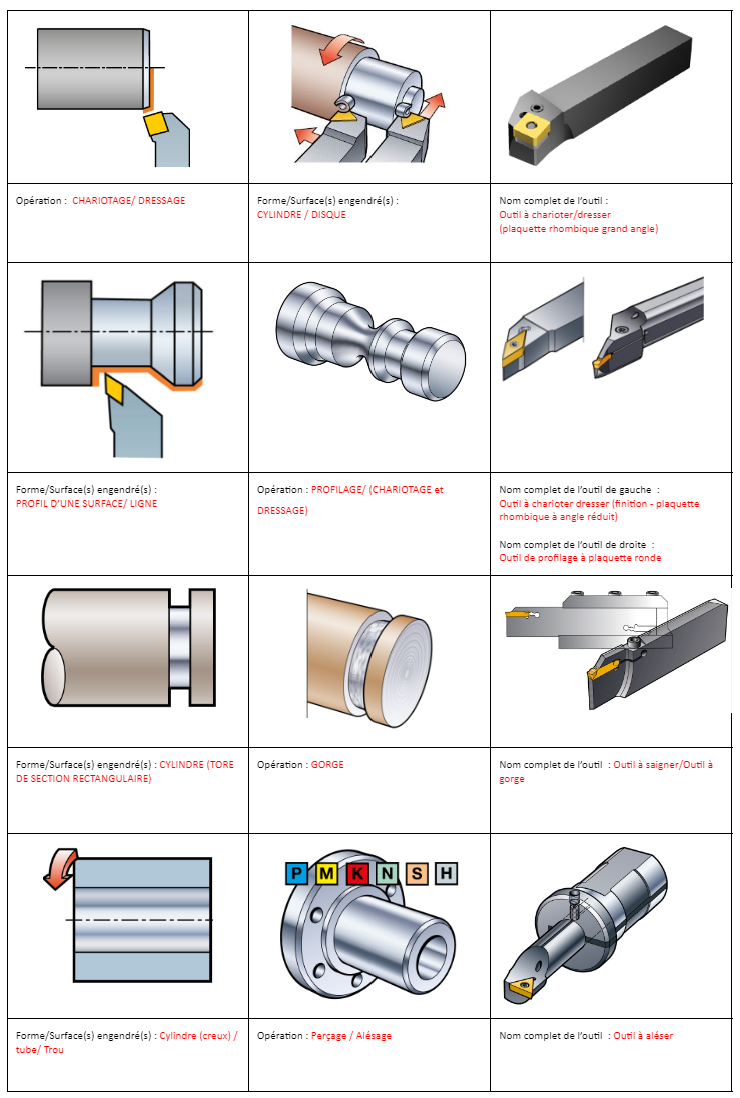 Opération : CHARIOTAGE/ DRESSAGE
Forme/Surface(s) engendré(s) :
CYLINDRE / DISQUE
Nom complet de l'outil :
Outil à charioter/dresser
(plaquette rhombique grand angle)
Forme/Surface(s) engendré(s) :
PROFIL D'UNE SURFACE/ LIGNE
Opération : PROFILAGE/ (CHARIOTAGE et
DRESSAGE)
Nom complet de l'outil de gauche :
Outil à charioter dresser (finition - plaquette
rhombique à angle réduit)
Nom complet de l'outil de droite :
Outil de profilage à plaquette ronde
Forme/Surface(s) engendré(s) : CYLINDRE (TORE
DE SECTION RECTANGULAIRE)
Opération : GORGE
Nom complet de l'outil : Outil à saigner/Outil à
gorge
P M K N S H
Forme/Surface(s) engendré(s) : Cylindre (creux) /
tube/ Trou
Opération : Perçage / Alésage
Nom complet de l'outil : Outil à aléser